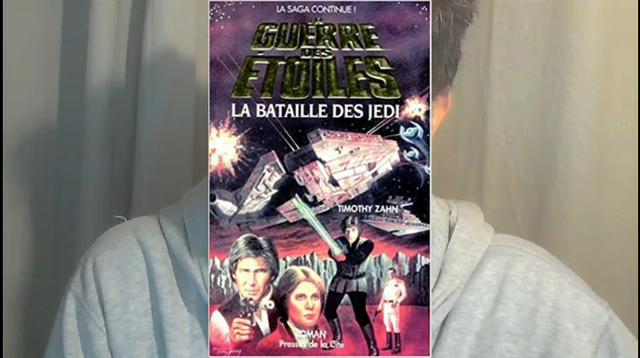 LA SAGA CONTINUE !
LA
GUERRE
DES
ÉTOILES
LA BATAILLE DES JEDI
TIMOTHY ZAHN
ROMAN
Presses de la Cité